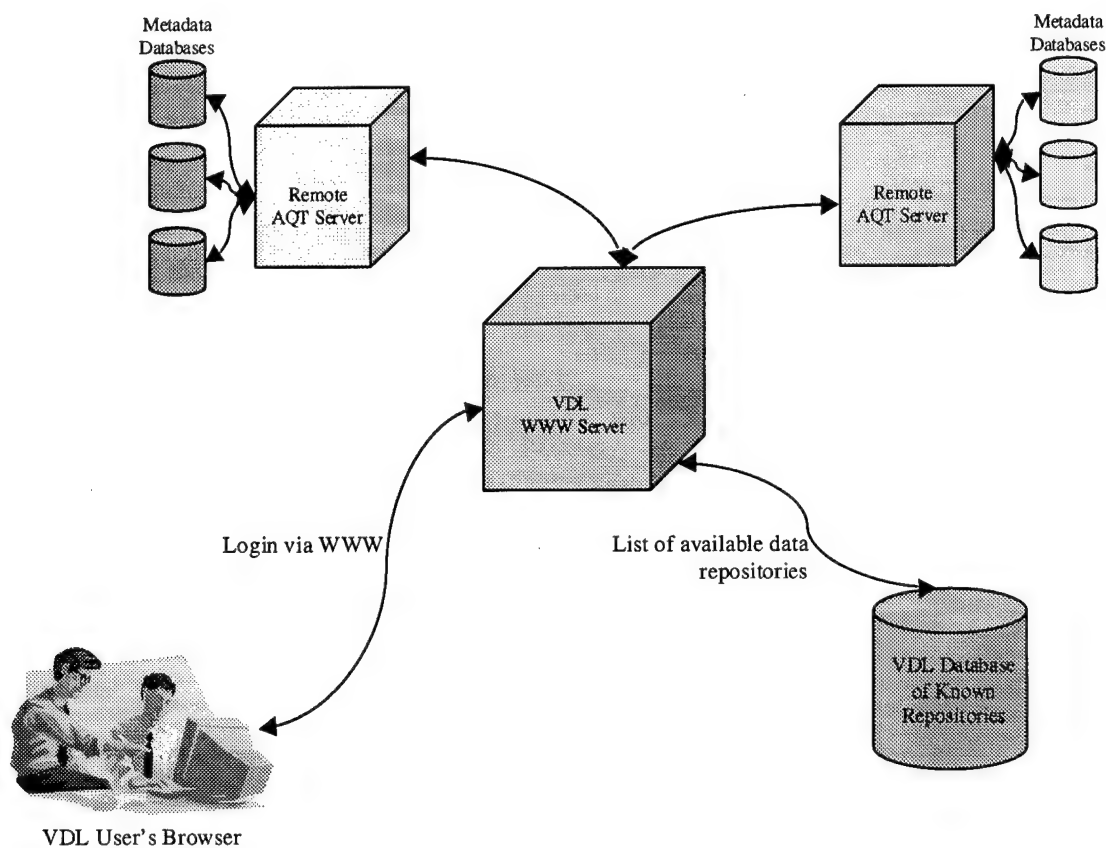 Metadata
Databases
Metadata
Databases
Remote
AQT Server
Remote
AQT Server
VDL
WWW Server
Login via WWW
List of available data
repositories
VDL Database
of Known
Repositories
VDL User's Browser